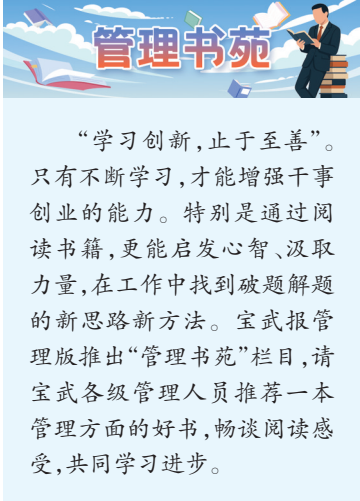 管理书苑
“学习创新,止于至善”。
只有不断学习,才能增强干事
创业的能力。特别是通过阅
读书籍,更能启发心智、汲取
力量,在工作中找到破题解题
的新思路新方法。宝武报管
理版推出“管理书苑”栏目,请
宝武各级管理人员推荐一本
管理方面的好书,畅谈阅读感
受,共同学习进步。